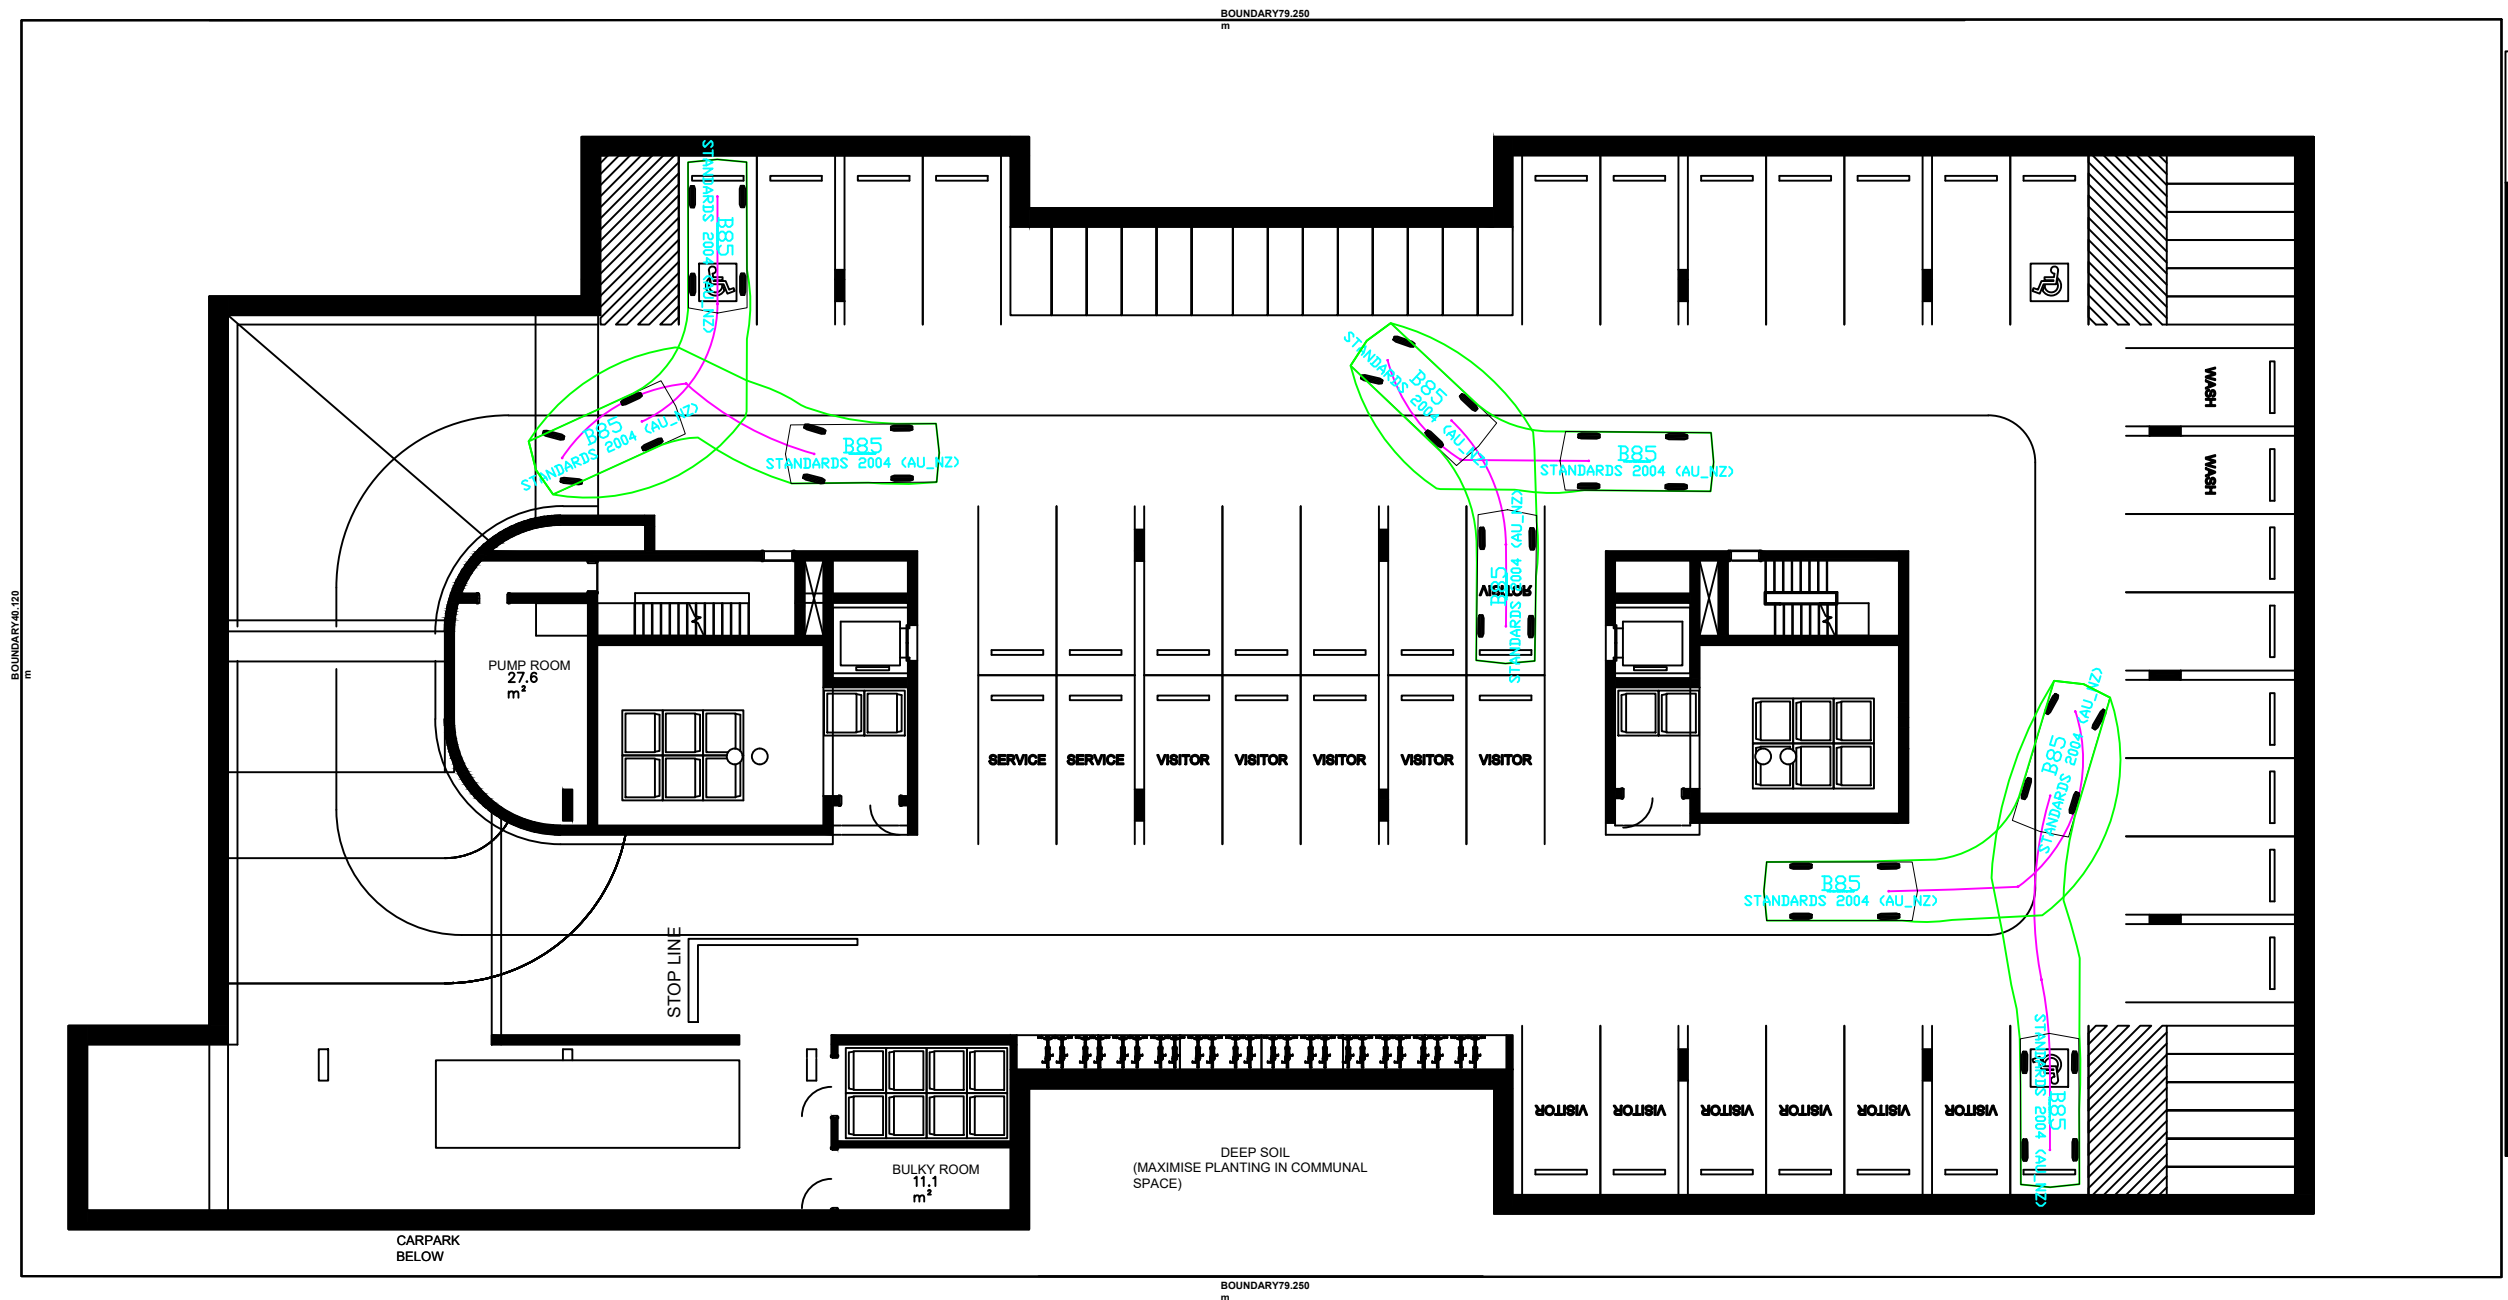 BOUNDARY79.250
m
STANDARDS 2004 (AU_NZ)
B85
STANDARDS 2004 (AU_NZ)
B85
STANDARDS 2004 (AU_NZ)
B85
STANDARDS 2004 (AU_NZ)
B85
STANDARDS 2004 (AU_NZ)
B85
WASH
WASH
B85
STANDARDS 2004 (AU_NZ)
VISITOR
BOUNDARY40.120
m
PUMP ROOM
27.6
m²
B85
STANDARDS 2004 (AU_NZ)
SERVICE
SERVICE
VISITOR
VISITOR
VISITOR
VISITOR
VISITOR
B85
STANDARDS 2004 (AU_NZ)
STOP LINE
B85
STANDARDS 2004 (AU_NZ)
VISITOR
VISITOR
VISITOR
VISITOR
VISITOR
VISITOR
BULKY ROOM
11.1
m²
DEEP SOIL
(MAXIMISE PLANTING IN COMMUNAL
SPACE)
CARPARK
BELOW
BOUNDARY79.250
m